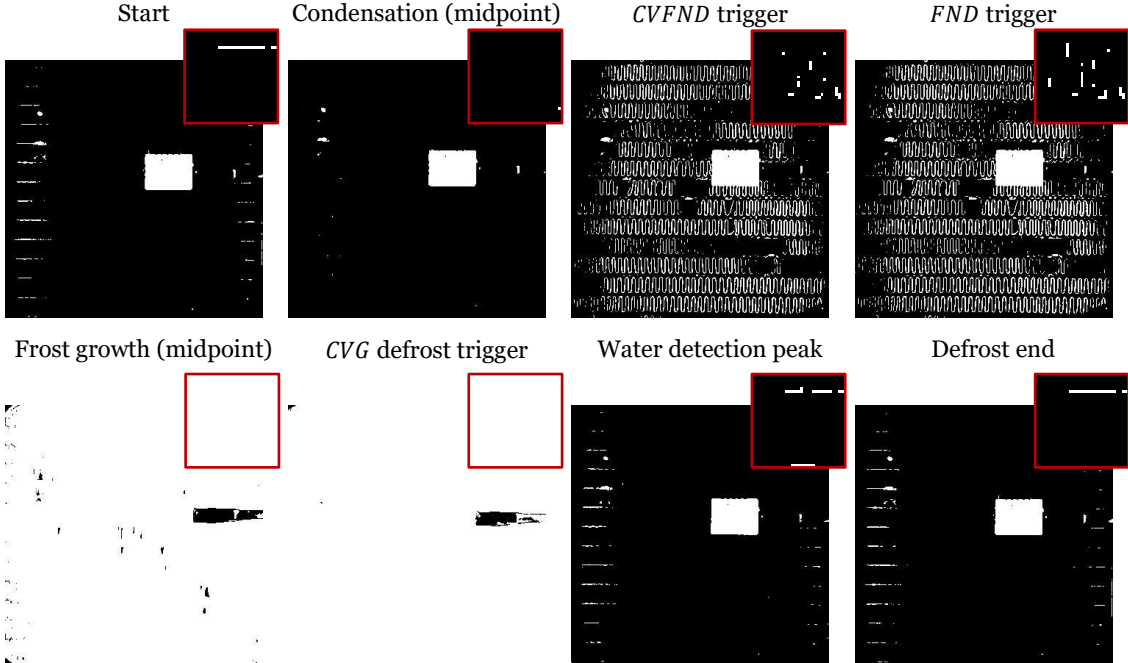 Start
Condensation (midpoint)
CVFND trigger
FND trigger
Frost growth (midpoint)
CVG defrost trigger
Water detection peak
Defrost end